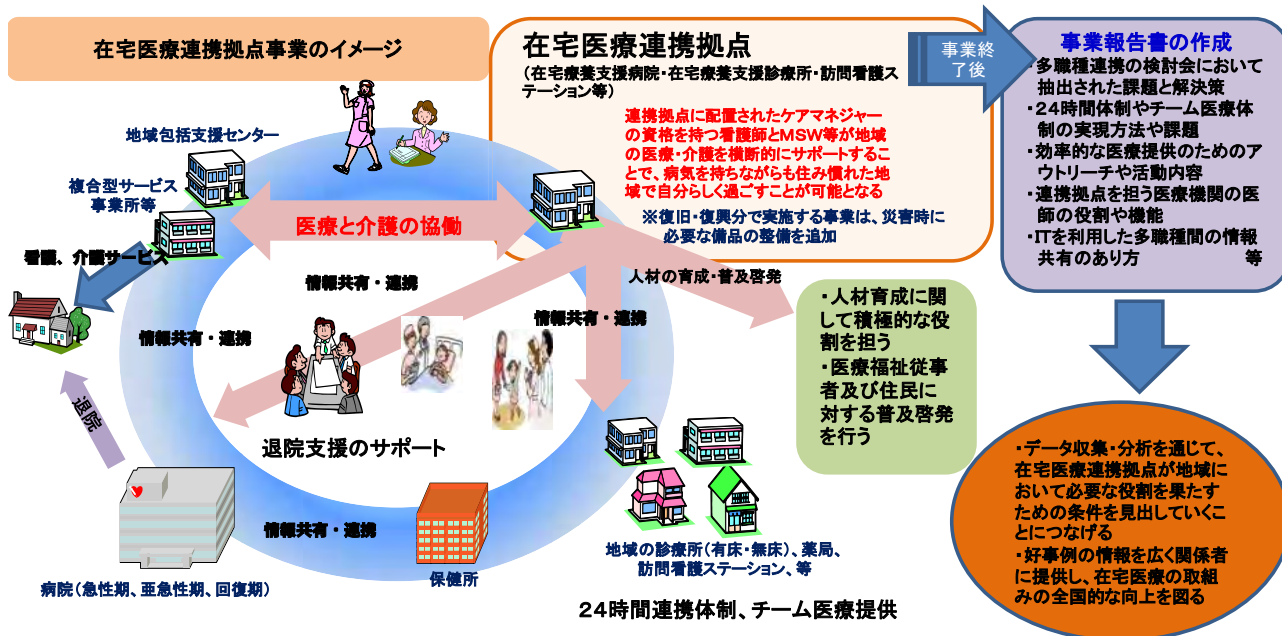 在宅医療連携拠点事業のイメージ
在宅医療連携拠点
(在宅療養支援病院・在宅療養支援診療所・訪問看護ス
テーション等)
連携拠点に配置されたケアマネジャー
の資格を持つ看護師とMSW等が地域
の医療・介護を横断的にサポートするこ
とで、病気を持ちながらも住み慣れた地
域で自分らしく過ごすことが可能となる
※復旧・復興分で実施する事業は、災害時に
必要な備品の整備を追加
事業終
了後
事業報告書の作成
・多職種連携の検討会において
抽出された課題と解決策
・24時間体制やチーム医療体
制の実現方法や課題
・効率的な医療提供のためのア
ウトリーチや活動内容
・連携拠点を担う医療機関の医
師の役割や機能
・ITを利用した多職種間の情報
共有のあり方 等
地域包括支援センター
複合型サービス
事業所等
医療と介護の協働
看護、介護サービス
情報共有・連携
人材の育成・普及啓発
情報共有・連携
情報共有・連携
・人材育成に関
して積極的な役
割を担う
・医療福祉従事
者及び住民に
対する普及啓発
を行う
退院
退院支援のサポート
・データ収集・分析を通じて、
在宅医療連携拠点が地域に
おいて必要な役割を果たす
ための条件を見出していくこ
とにつなげる
・好事例の情報を広く関係者
に提供し、在宅医療の取組
みの全国的な向上を図る
情報共有・連携
保健所
病院(急性期、亜急性期、回復期)
地域の診療所(有床・無床)、薬局、
訪問看護ステーション、等
24時間連携体制、チーム医療提供